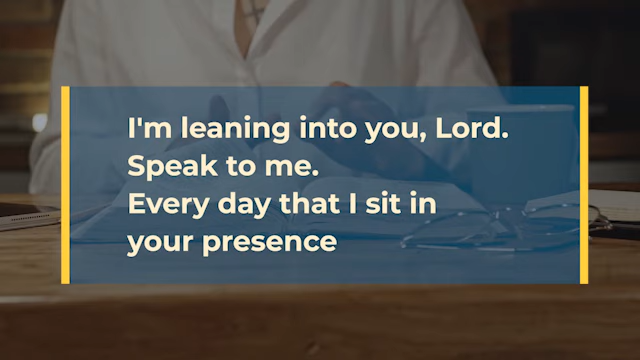 I'm leaning into you, Lord.
Speak to me.
Every day that I sit in
your presence